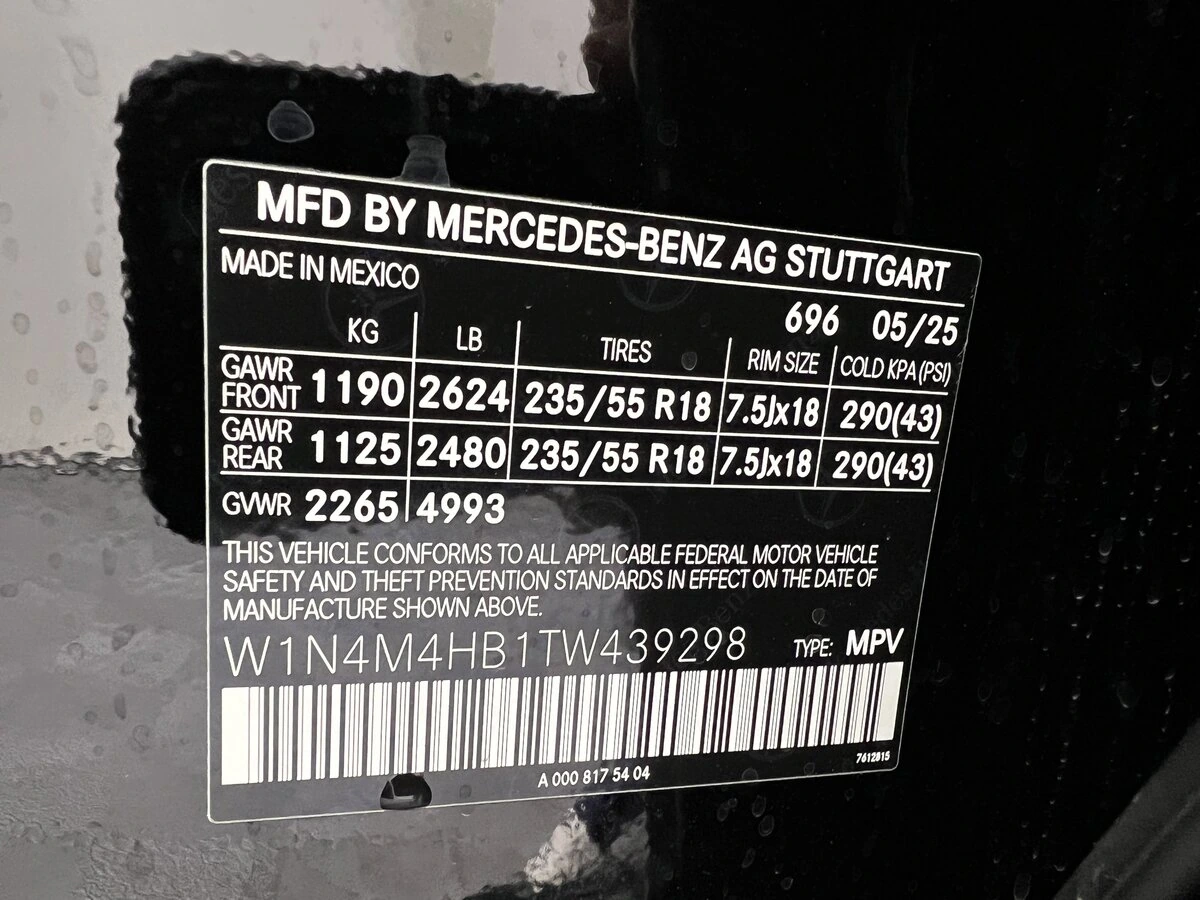 MFD BY MERCEDES-BENZ AG STUTTGART
MADE IN MEXICO
696 05/25
KG LB TIRES RIM SIZE COLD KPA (PSI)
GAWR FRONT 1190 2624 235/55 R18 7.5Jx18 290(43)
GAWR REAR 1125 2480 235/55 R18 7.5Jx18 290(43)
GVWR 2265 4993
THIS VEHICLE CONFORMS TO ALL APPLICABLE FEDERAL MOTOR VEHICLE
SAFETY AND THEFT PREVENTION STANDARDS IN EFFECT ON THE DATE OF
MANUFACTURE SHOWN ABOVE.
W1N4M4HB1TW439298 TYPE: MPV
A 000 817 54 04
7612815